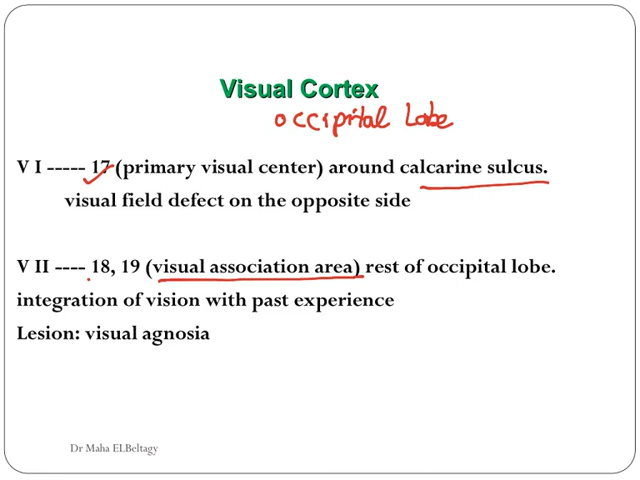 Visual Cortex
occipital Lobe
V I ----- 17 (primary visual center) around calcarine sulcus.
visual field defect on the opposite side
V II ---- 18, 19 (visual association area) rest of occipital lobe.
integration of vision with past experience
Lesion: visual agnosia
Dr Maha ELBeltagy